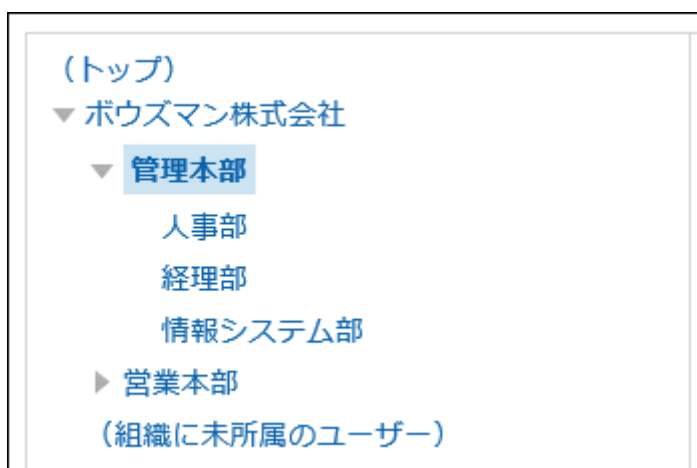 （トップ）
ボウズマン株式会社
管理本部
人事部
経理部
情報システム部
営業本部
（組織に未所属のユーザー）